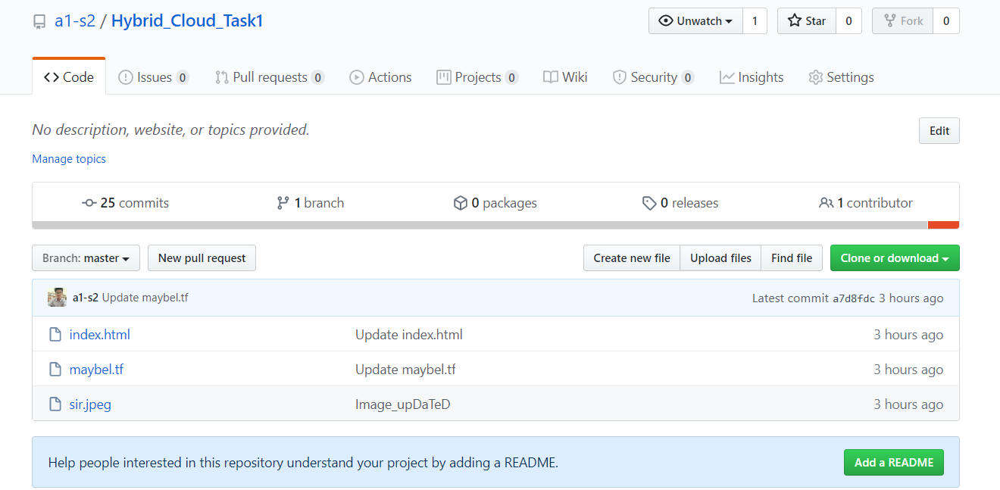 a1-s2 / Hybrid_Cloud_Task1 Unwatch 1 Star 0 Fork 0
Code Issues 0 Pull requests 0 Actions Projects 0 Wiki Security 0 Insights Settings
No description, website, or topics provided. Edit
Manage topics
25 commits 1 branch 0 packages 0 releases 1 contributor
Branch: master New pull request Create new file Upload files Find file Clone or download
a1-s2 Update maybel.tf Latest commit a7d8fdc 3 hours ago
index.html Update index.html 3 hours ago
maybel.tf Update maybel.tf 3 hours ago
sir.jpeg Image_upDaTeD 3 hours ago
Help people interested in this repository understand your project by adding a README. Add a README